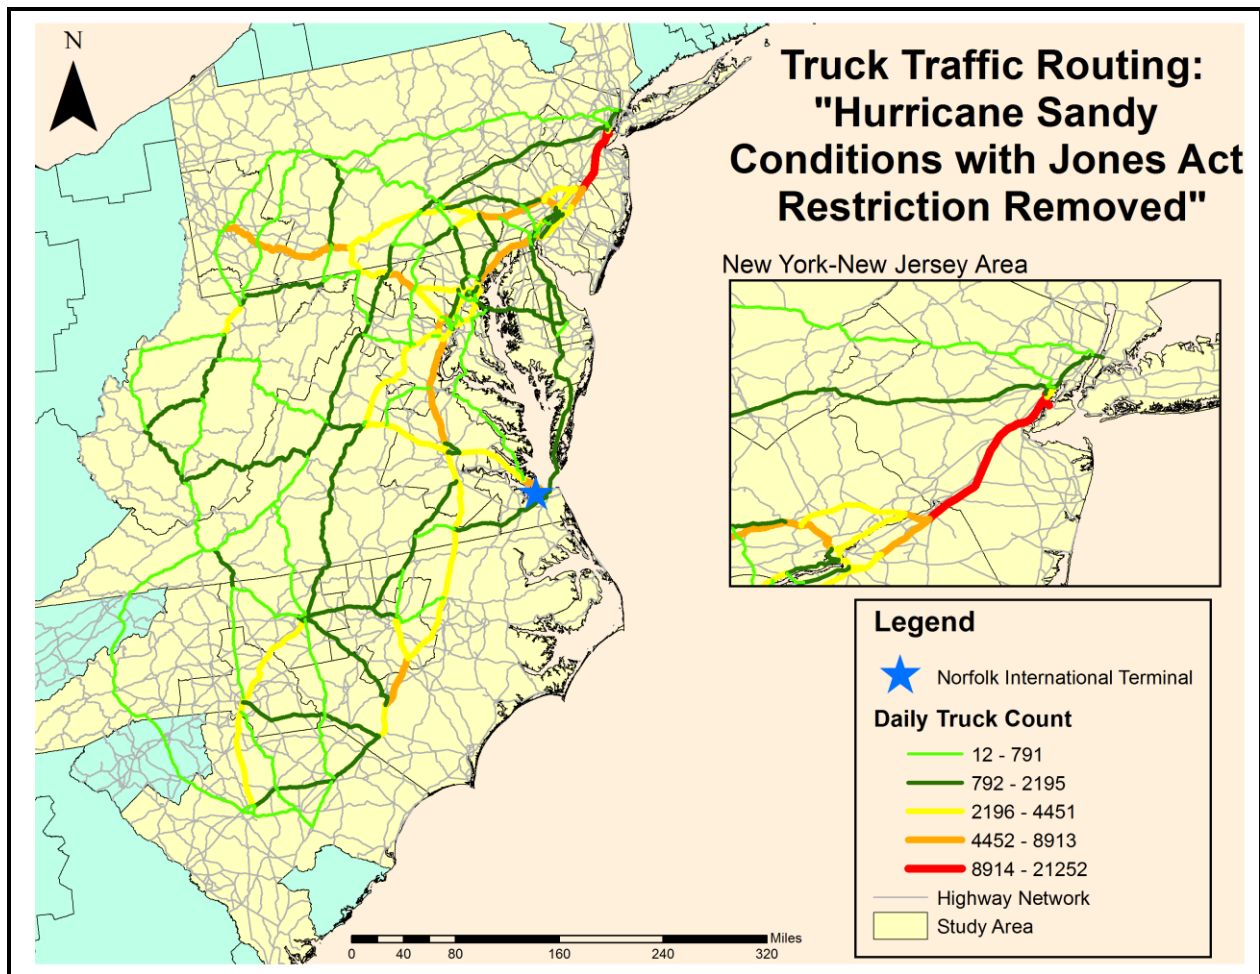 N
Truck Traffic Routing:
"Hurricane Sandy
Conditions with Jones Act
Restriction Removed"
New York-New Jersey Area
Legend
Norfolk International Terminal
Daily Truck Count
12 - 791
792 - 2195
2196 - 4451
4452 - 8913
8914 - 21252
Highway Network
Study Area
Miles
0 40 80 160 240 320